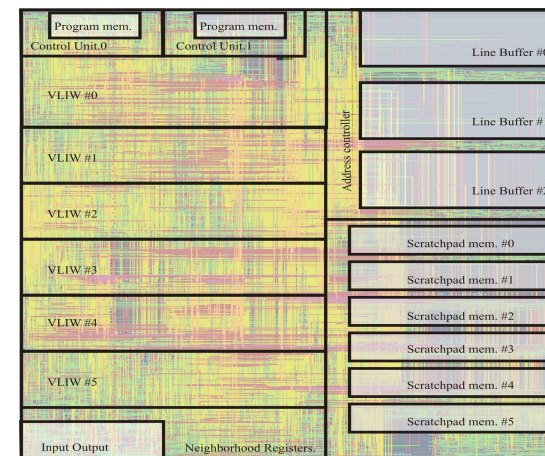 Program mem.
Program mem.
Control Unit.0
Control Unit.1
Line Buffer #0
VLIW #0
Line Buffer #
Address controller
VLIW #1
Line Buffer #2
VLIW #2
Scratchpad mem. #0
VLIW #3
Scratchpad mem. #1
Scratchpad mem. #2
VLIW #4
Scratchpad mem. #3
VLIW #5
Scratchpad mem. #4
Scratchpad mem. #5
Input Output
Neighborhood Registers.